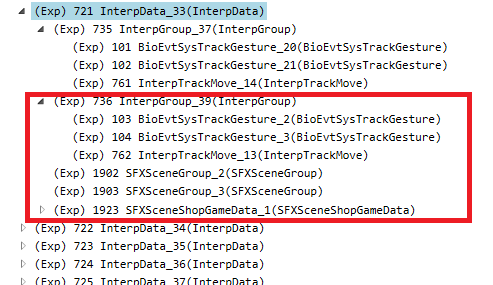 (Exp) 721 InterpData_33(InterpData)
(Exp) 735 InterpGroup_37(InterpGroup)
(Exp) 101 BioEvtSysTrackGesture_20(BioEvtSysTrackGesture)
(Exp) 102 BioEvtSysTrackGesture_21(BioEvtSysTrackGesture)
(Exp) 761 InterpTrackMove_14(InterpTrackMove)
(Exp) 736 InterpGroup_39(InterpGroup)
(Exp) 103 BioEvtSysTrackGesture_2(BioEvtSysTrackGesture)
(Exp) 104 BioEvtSysTrackGesture_3(BioEvtSysTrackGesture)
(Exp) 762 InterpTrackMove_13(InterpTrackMove)
(Exp) 1902 SFXSceneGroup_2(SFXSceneGroup)
(Exp) 1903 SFXSceneGroup_3(SFXSceneGroup)
(Exp) 1923 SFXSceneShopGameData_1(SFXSceneShopGameData)
(Exp) 722 InterpData_34(InterpData)
(Exp) 723 InterpData_35(InterpData)
(Exp) 724 InterpData_36(InterpData)
(Exp) 725 InterpData_37(InterpData)